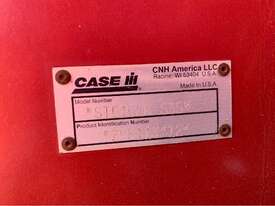 CNH America LLC
Racine, WI 53404 U.S.A.
CASE IH
Made in U.S.A.
Model Number
Product Identification Number